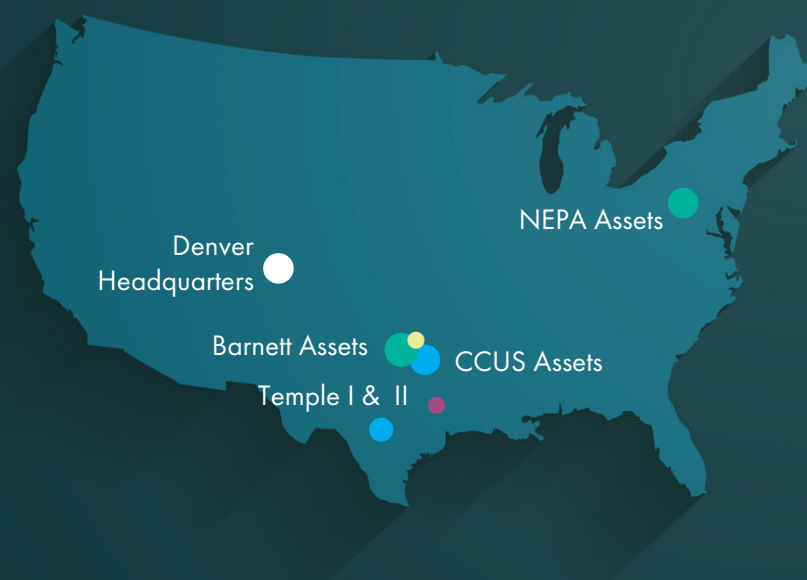 NEPA Assets
Denver
Headquarters
Barnett Assets
CCUS Assets
Temple I & II